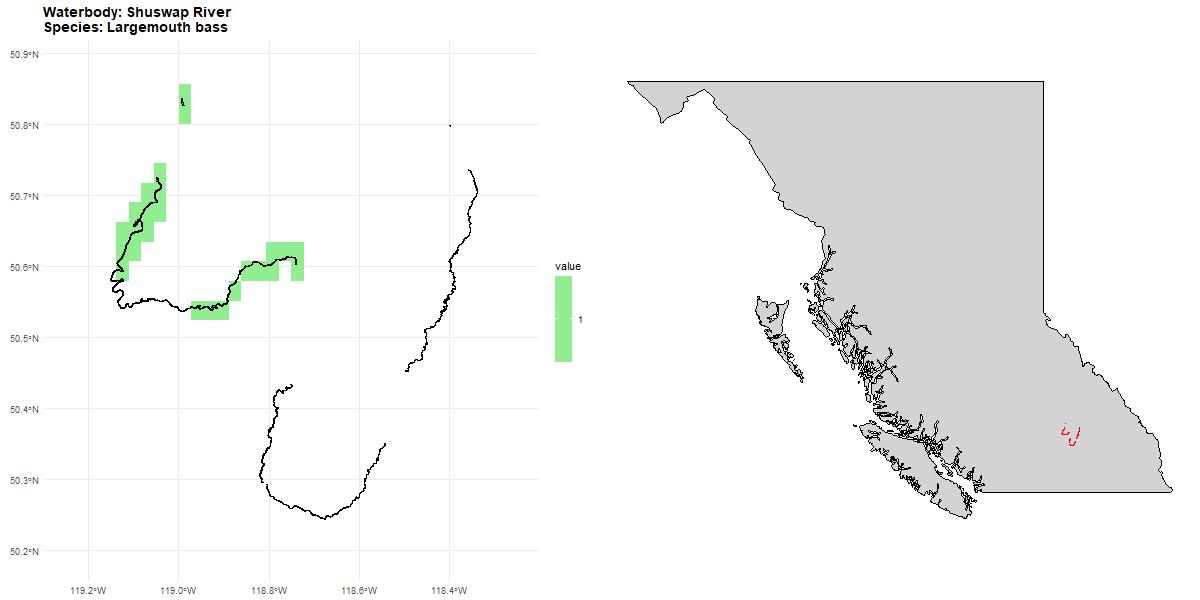 Waterbody: Shuswap River
Species: Largemouth bass
50.9°N
50.8°N
50.7°N
50.6°N
50.5°N
50.4°N
50.3°N
50.2°N
119.2°W
119.0°W
118.8°W
118.6°W
118.4°W
value
1